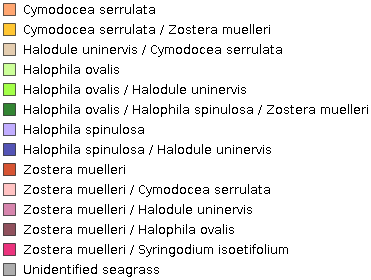 Cymodocea serrulata
Cymodocea serrulata / Zostera muelleri
Halodule uninervis / Cymodocea serrulata
Halophila ovalis
Halophila ovalis / Halodule uninervis
Halophila ovalis / Halophila spinulosa / Zostera muelleri
Halophila spinulosa
Halophila spinulosa / Halodule uninervis
Zostera muelleri
Zostera muelleri / Cymodocea serrulata
Zostera muelleri / Halodule uninervis
Zostera muelleri / Halophila ovalis
Zostera muelleri / Syringodium isoetifolium
Unidentified seagrass